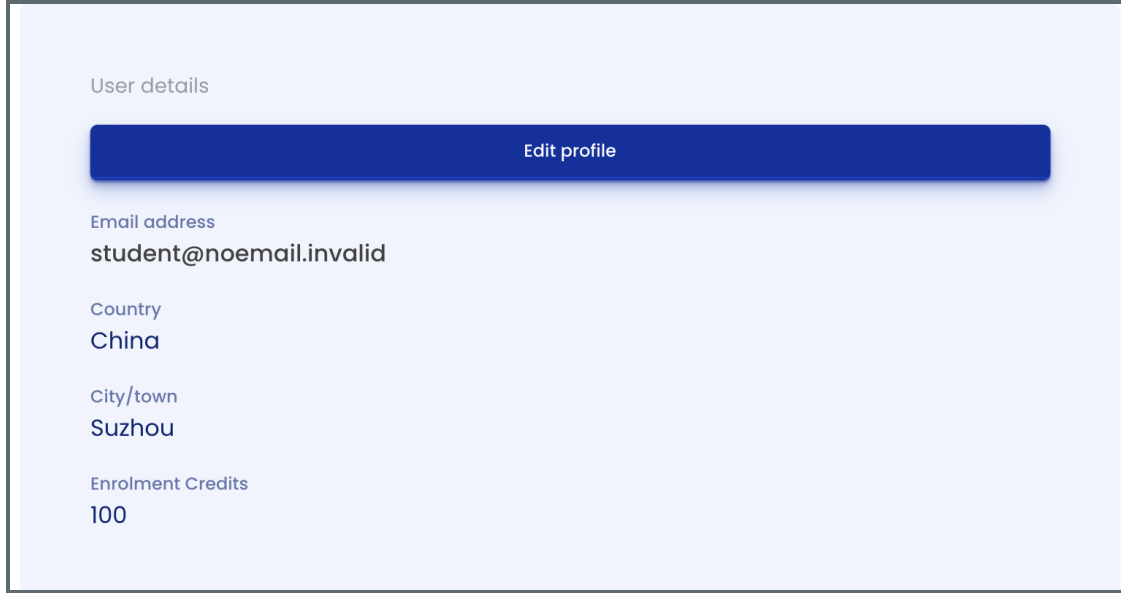 User details
Edit profile
Email address
student@noemail.invalid
Country
China
City/town
Suzhou
Enrolment Credits
100